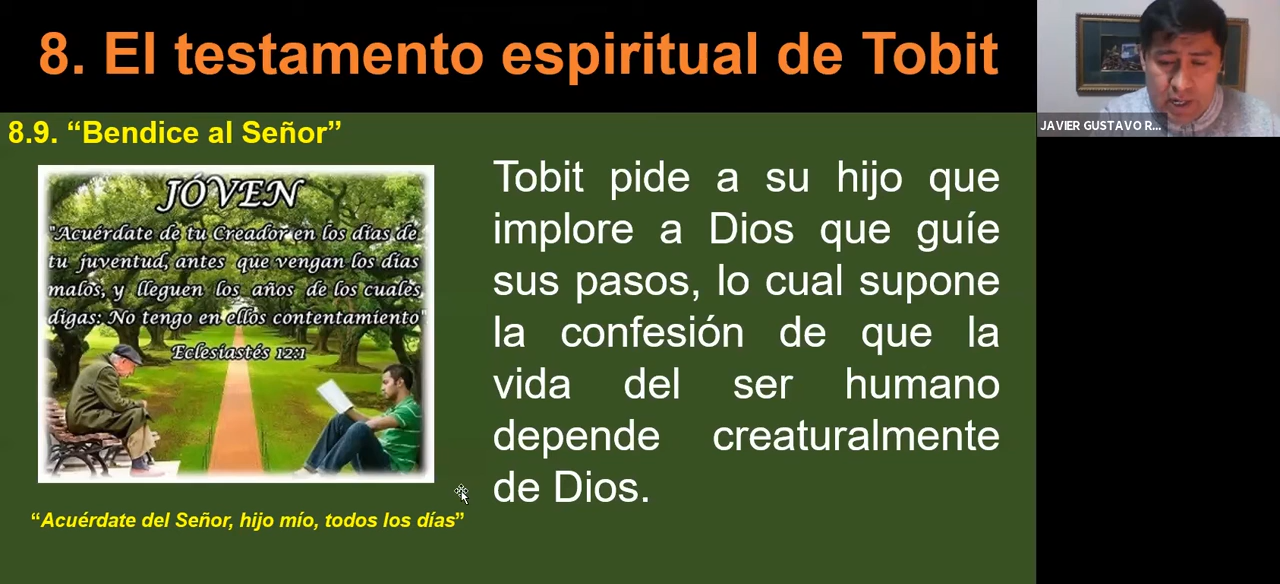 8. El testamento espiritual de Tobit
JAVIER GUSTAVO R...
8.9. “Bendice al Señor”
JÓVEN
"Acuérdate de tu Creador en los días de
tu juventud, antes que vengan los días
malos, y lleguen los años de los cuales
digas: No tengo en ellos contentamiento"
Eclesiastés 12:1
“Acuérdate del Señor, hijo mío, todos los días”
Tobit pide a su hijo que
implore a Dios que guíe
sus pasos, lo cual supone
la confesión de que la
vida del ser humano
depende creaturalmente
de Dios.